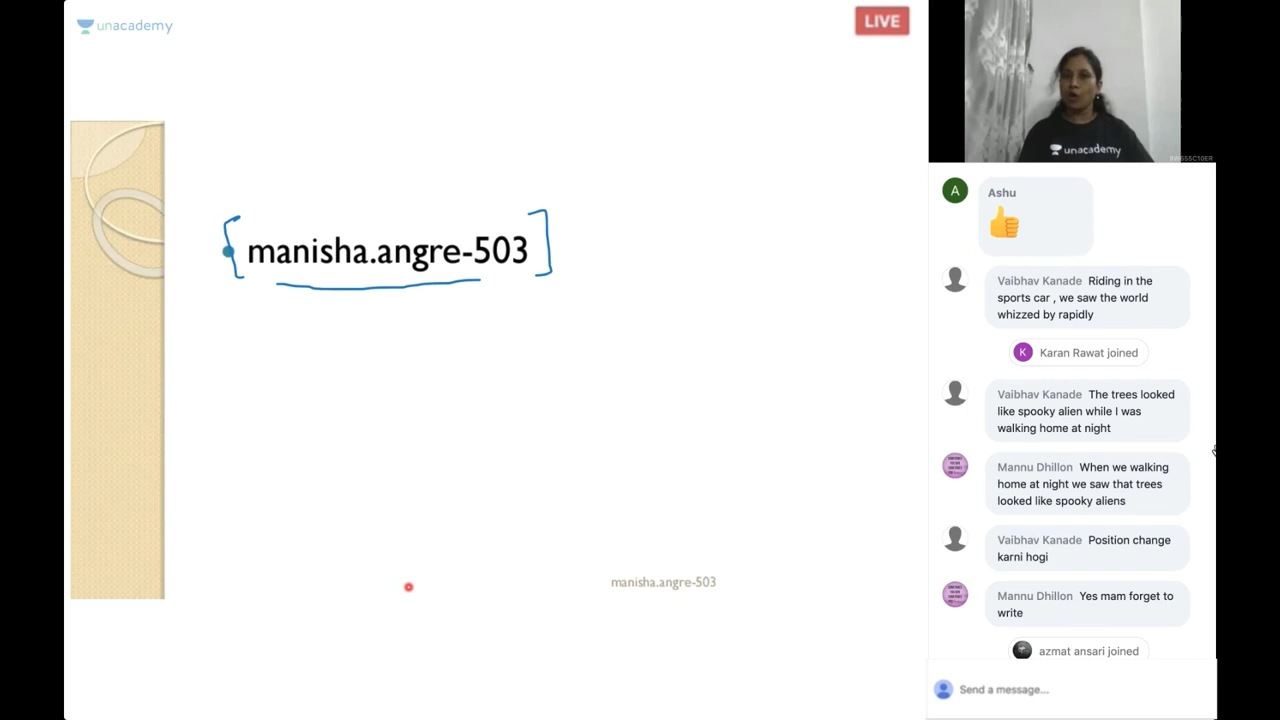 unacademy
LIVE
manisha.angre-503
manisha.angre-503
unacademy
A
Ashu
Vaibhav Kanade Riding in the
sports car , we saw the world
whizzed by rapidly
K Karan Rawat joined
Vaibhav Kanade The trees looked
like spooky alien while I was
walking home at night
Mannu Dhillon When we walking
home at night we saw that trees
looked like spooky aliens
Vaibhav Kanade Position change
karni hogi
Mannu Dhillon Yes mam forget to
write
azmat ansari joined
Send a message...